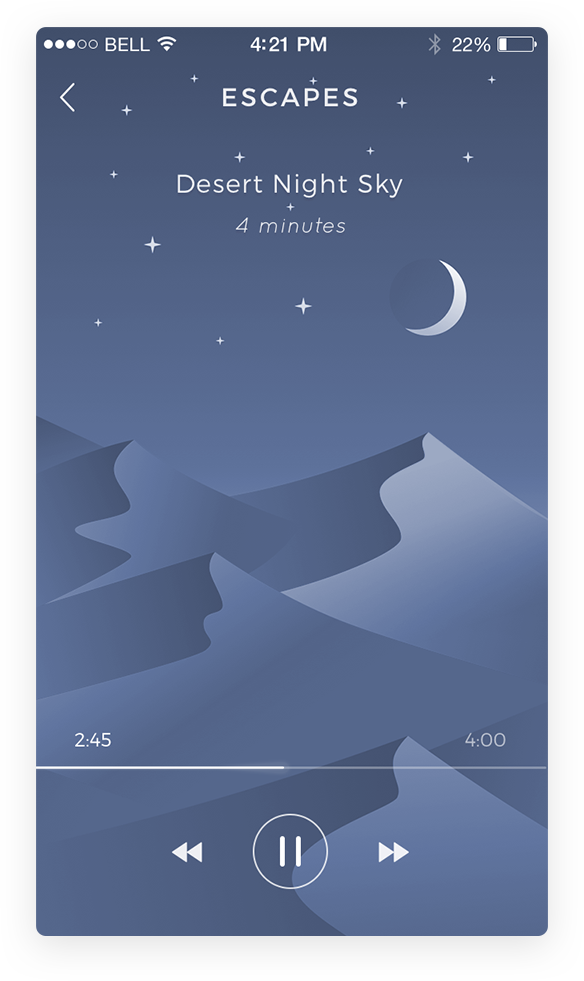 BELL 4:21 PM 22%
ESCAPES
Desert Night Sky
4 minutes
2:45 4:00